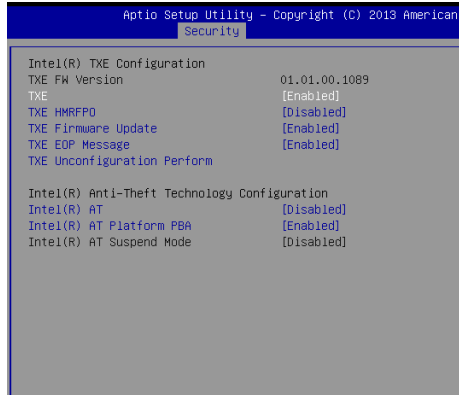 Aptio Setup Utility – Copyright (C) 2013 American
Security
Intel(R) TXE Configuration
TXE FW Version 01.01.00.1089
TXE [Enabled]
TXE HMRFPO [Disabled]
TXE Firmware Update [Enabled]
TXE EOP Message [Enabled]
TXE Unconfiguration Perform
Intel(R) Anti-Theft Technology Configuration
Intel(R) AT [Disabled]
Intel(R) AT Platform PBA [Enabled]
Intel(R) AT Suspend Mode [Disabled]